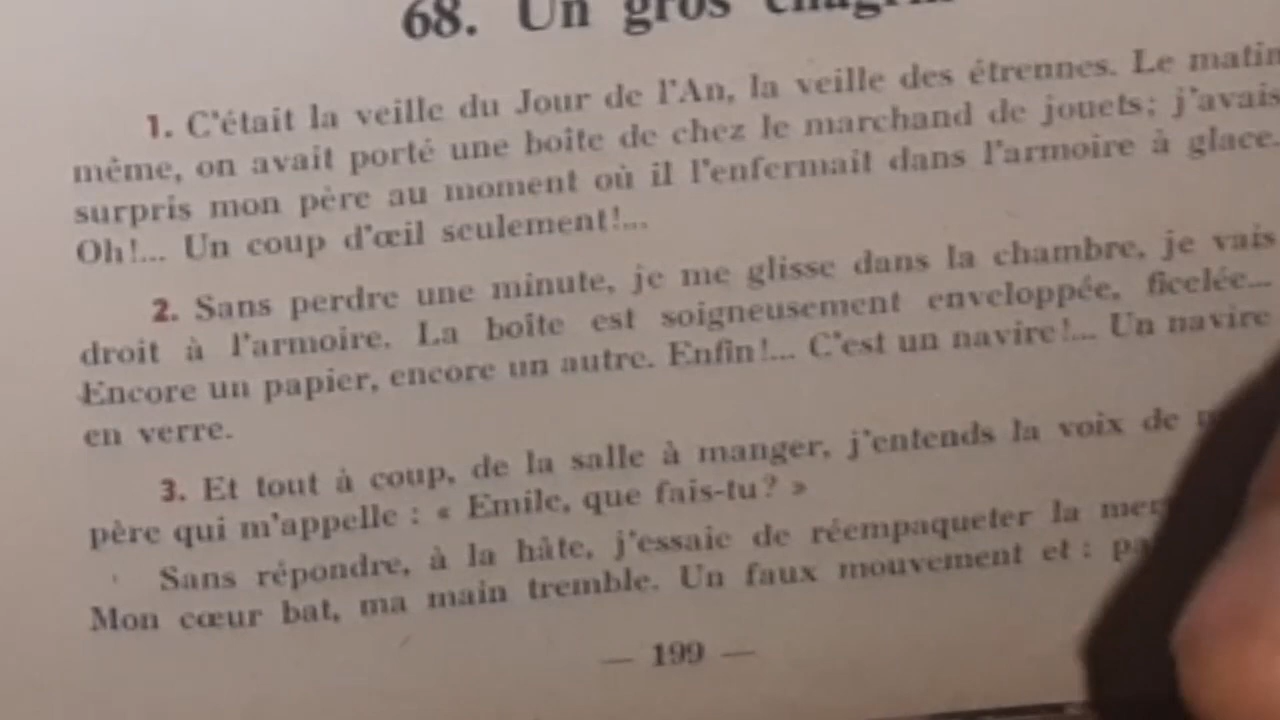 68. Un gros
1. C'était la veille du Jour de l'An, la veille des étrennes. Le matin
même, on avait porté une boîte de chez le marchand de jouets; j'avais
surpris mon père au moment où il l'enfermait dans l'armoire à glace.
Oh!... Un coup d'œil seulement!...
2. Sans perdre une minute, je me glisse dans la chambre, je vais
droit à l'armoire. La boîte est soigneusement enveloppée, ficelée...
Encore un papier, encore un autre. Enfin!... C'est un navire!... Un navire
en verre.
3. Et tout à coup, de la salle à manger, j'entends la voix de
père qui m'appelle : « Emile, que fais-tu? »
Sans répondre, à la hâte, j'essaie de réempaqueter la
Mon cœur bat, ma main tremble. Un faux mouvement et :
— 199 —